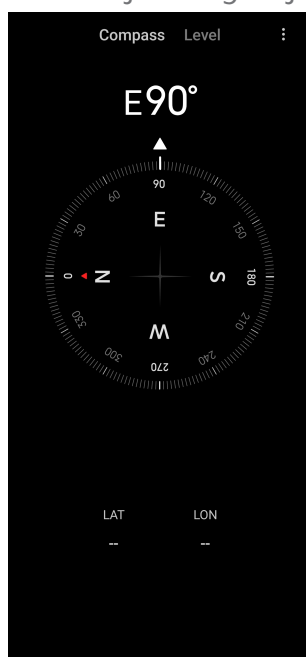 Compass Level
E90°
90
60 120
E
30 150
0 N S 180
330 210
W
300 240
270
LAT LON
-- --